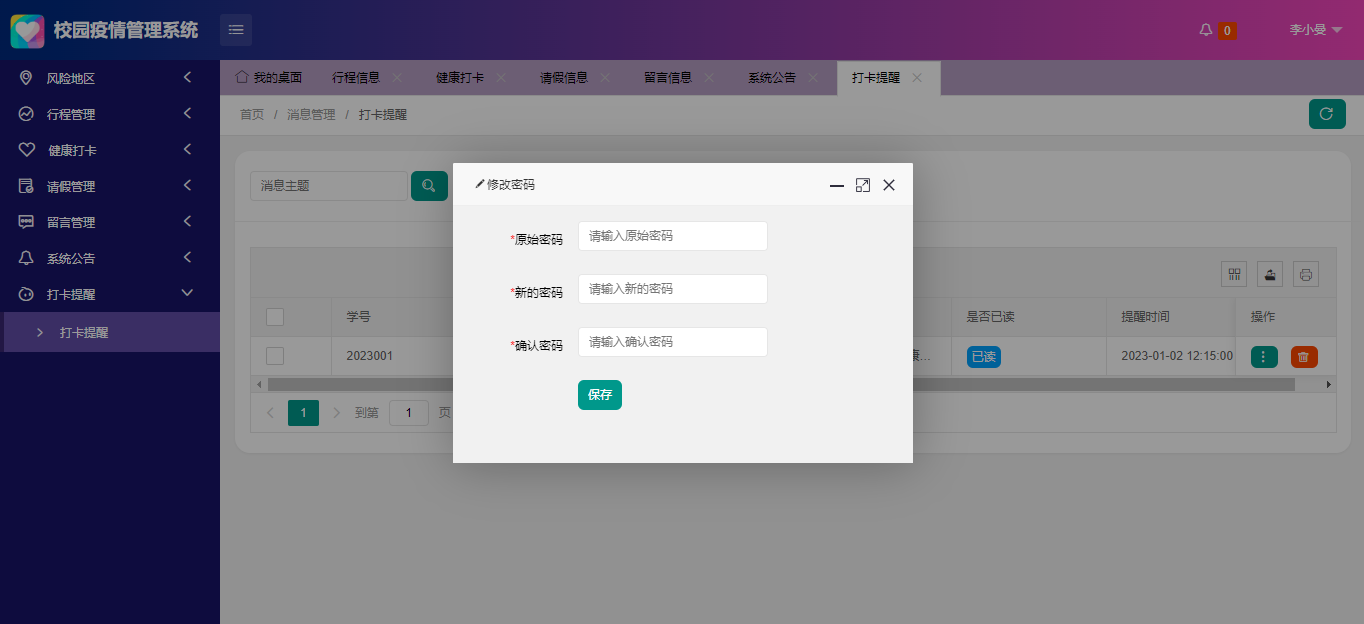 校园疫情管理系统
0
李小曼
风险地区
行程管理
健康打卡
请假管理
留言管理
系统公告
打卡提醒
打卡提醒
我的桌面 行程信息 健康打卡 请假信息 留言信息 系统公告 打卡提醒
首页 / 消息管理 / 打卡提醒
消息主题
修改密码
*原始密码 请输入原始密码
*新的密码 请输入新的密码
*确认密码 请输入确认密码
保存
学号 是否已读 提醒时间 操作
2023001 康... 已读 2023-01-02 12:15:00
1 到第 1 页